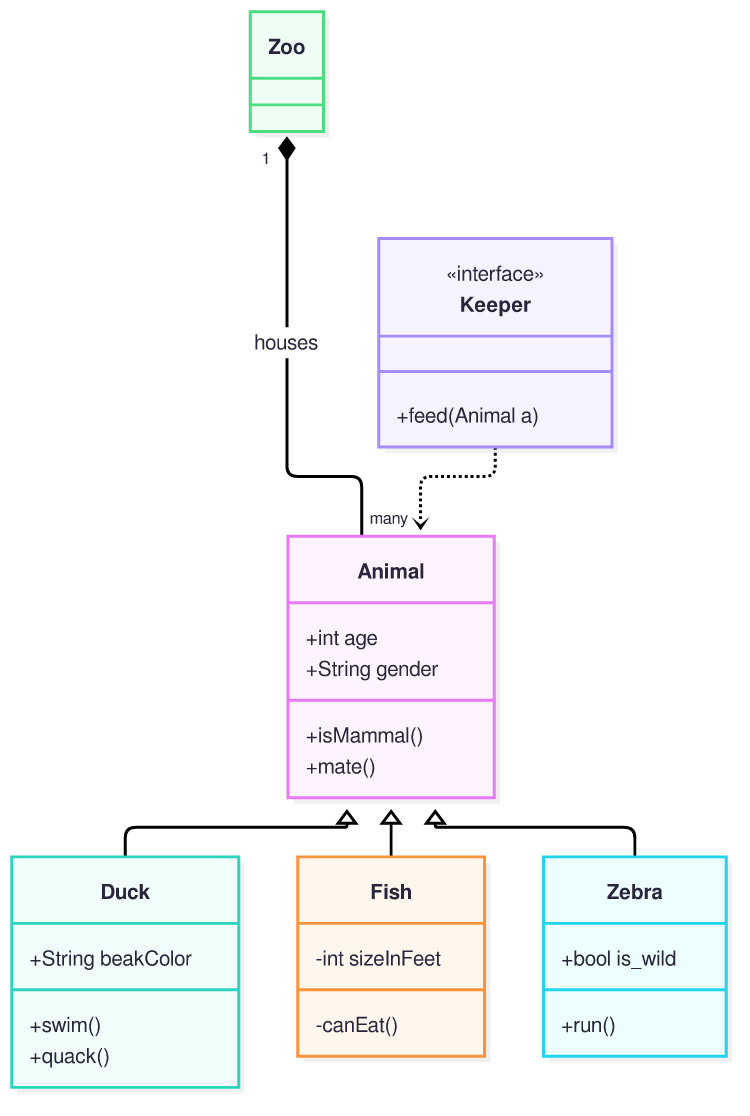 Zoo
1
«interface»
Keeper
houses
+feed(Animal a)
many
Animal
+int age
+String gender
+isMammal()
+mate()
Duck
+String beakColor
+swim()
+quack()
Fish
-int sizeInFeet
-canEat()
Zebra
+bool is_wild
+run()